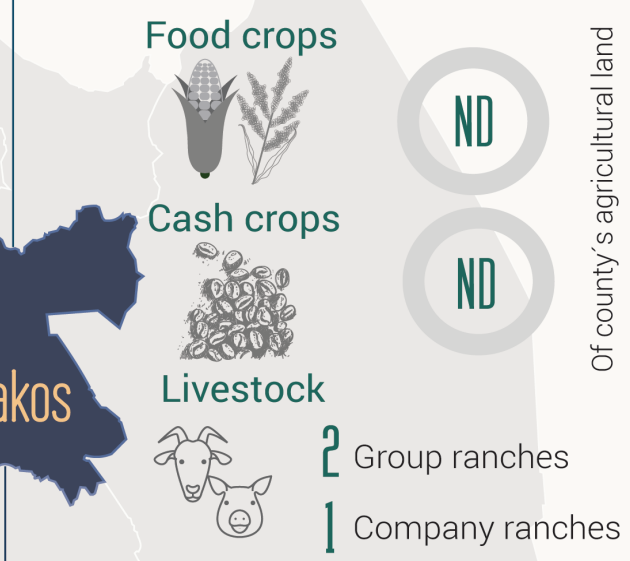 Food crops
ND
Cash crops
ND
Of county´s agricultural land
akos
Livestock
2 Group ranches
1 Company ranches